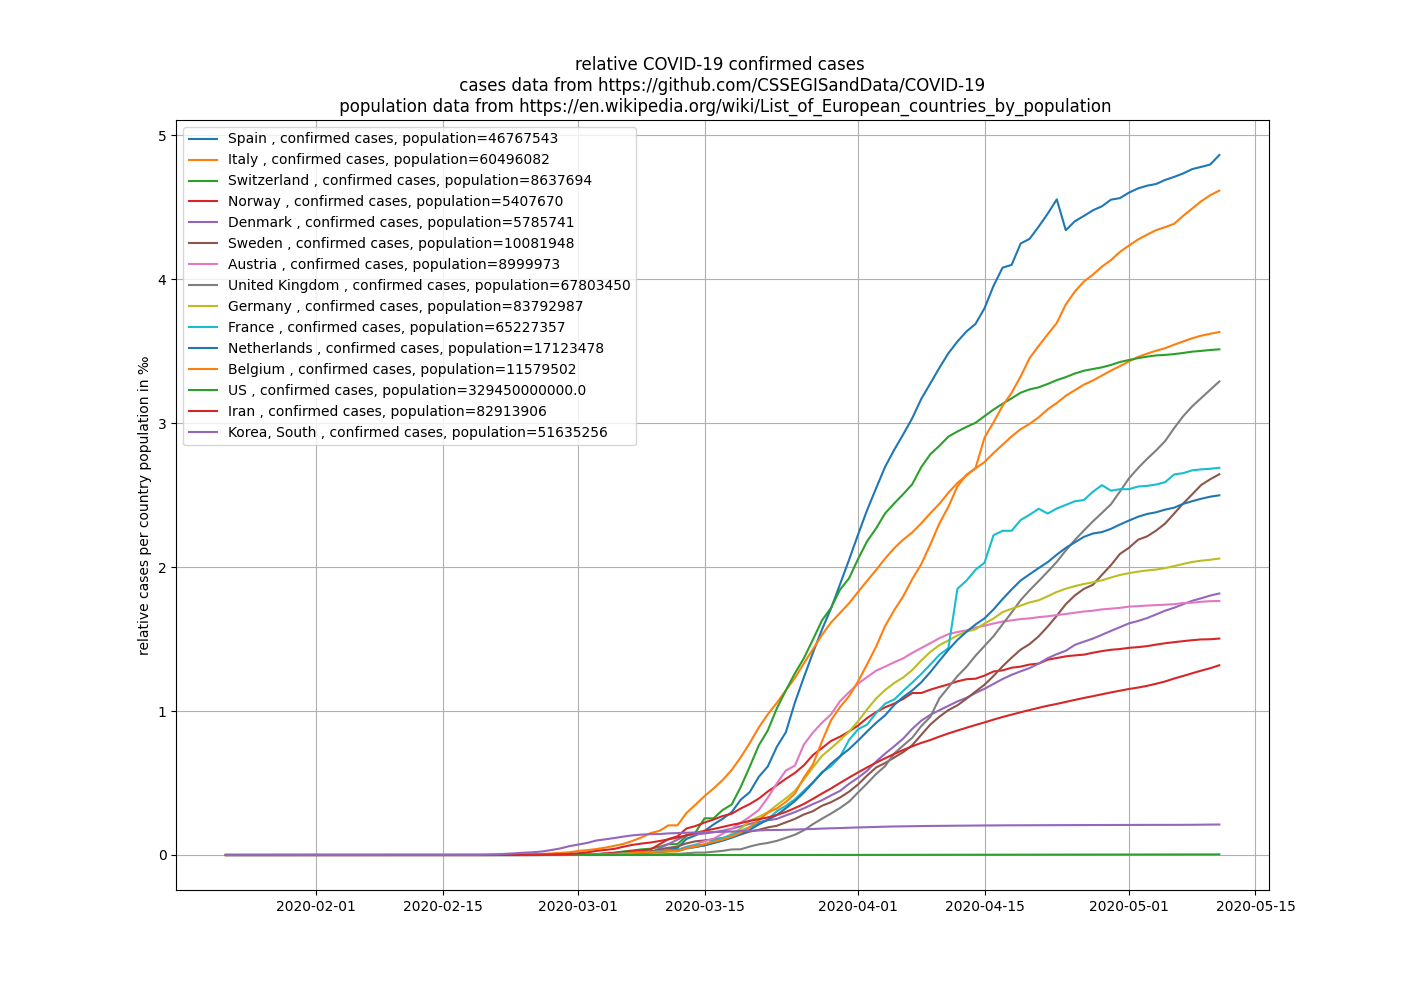 relative COVID-19 confirmed cases
cases data from https://github.com/CSSEGISandData/COVID-19
population data from https://en.wikipedia.org/wiki/List_of_European_countries_by_population
Spain , confirmed cases, population=46767543
Italy , confirmed cases, population=60496082
Switzerland , confirmed cases, population=8637694
Norway , confirmed cases, population=5407670
Denmark , confirmed cases, population=5785741
Sweden , confirmed cases, population=10081948
Austria , confirmed cases, population=8999973
United Kingdom , confirmed cases, population=67803450
Germany , confirmed cases, population=83792987
France , confirmed cases, population=65227357
Netherlands , confirmed cases, population=17123478
Belgium , confirmed cases, population=11579502
US , confirmed cases, population=329450000000.0
Iran , confirmed cases, population=82913906
Korea, South , confirmed cases, population=51635256
relative cases per country population in ‰
5
4
3
2
1
0
2020-02-01
2020-02-15
2020-03-01
2020-03-15
2020-04-01
2020-04-15
2020-05-01
2020-05-15